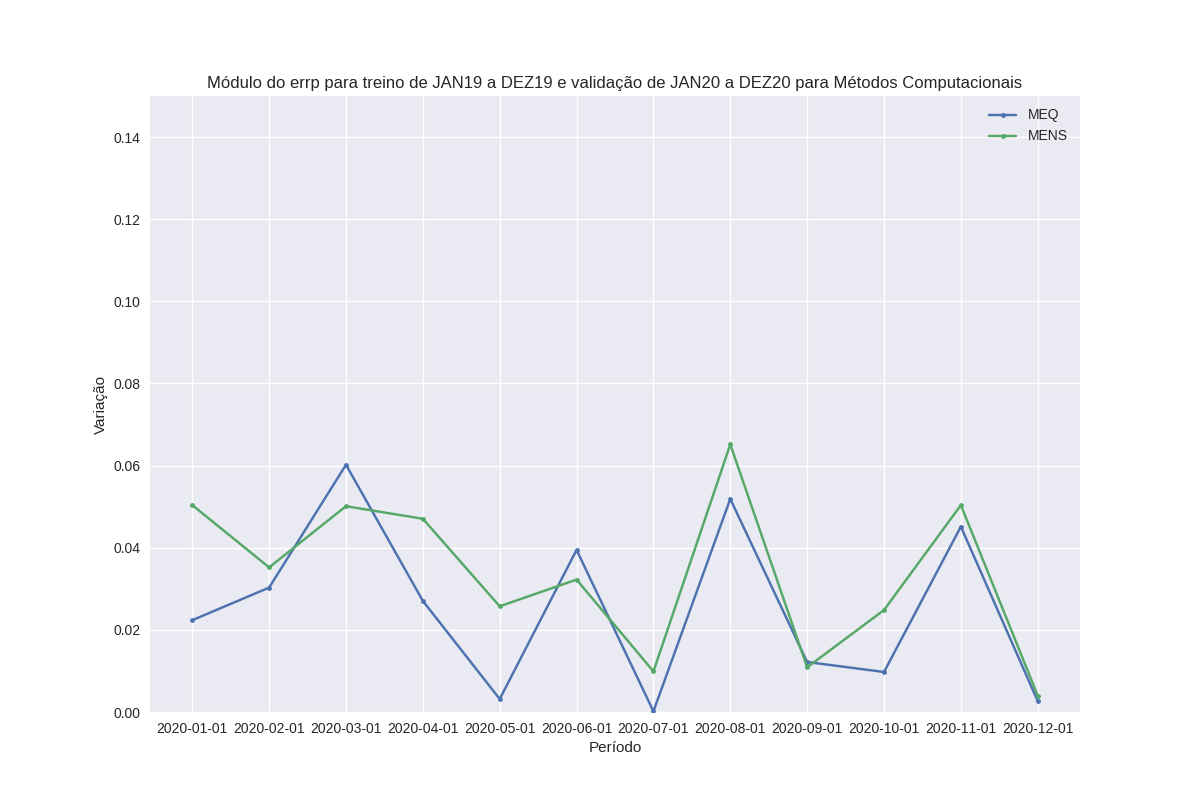 Módulo do errp para treino de JAN19 a DEZ19 e validação de JAN20 a DEZ20 para Métodos Computacionais
MEQ
MENS
0.14
0.12
0.10
0.08
0.06
0.04
0.02
0.00
Variação
2020-01-01 2020-02-01 2020-03-01 2020-04-01 2020-05-01 2020-06-01 2020-07-01 2020-08-01 2020-09-01 2020-10-01 2020-11-01 2020-12-01
Período